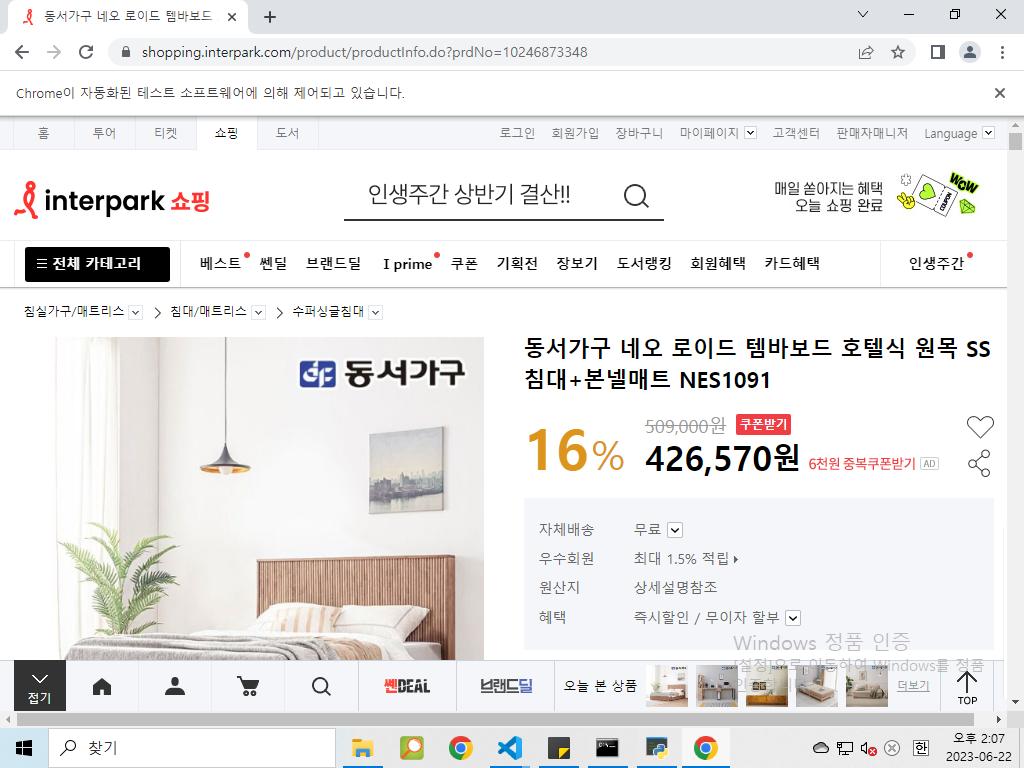 동서가구 네오 로이드 템바보드
shopping.interpark.com/product/productInfo.do?prdNo=10246873348
Chrome이 자동화된 테스트 소프트웨어에 의해 제어되고 있습니다.
홈 투어 티켓 쇼핑 도서 로그인 회원가입 장바구니 마이페이지 고객센터 판매자매니저 Language
interpark 쇼핑 인생주간 상반기 결산!!
매일 쏟아지는 혜택
오늘 쇼핑 완료
WOW
COUPON
전체 카테고리 베스트 쎈딜 브랜드딜 I prime 쿠폰 기획전 장보기 도서랭킹 회원혜택 카드혜택 인생주간
침실가구/매트리스 침대/매트리스 수퍼싱글침대
동서가구
동서가구 네오 로이드 템바보드 호텔식 원목 SS
침대+본넬매트 NES1091
16% 509,000원 쿠폰받기
426,570원 6천원 중복쿠폰받기 AD
자체배송 무료
우수회원 최대 1.5% 적립
원산지 상세설명참조
혜택 즉시할인 / 무이자 할부
Windows 정품 인증
[설정]으로 이동하여 Windows를 정품
접기 쎈DEAL 브랜드딜 오늘 본 상품 더보기 TOP
찾기 한 오후 2:07
2023-06-22